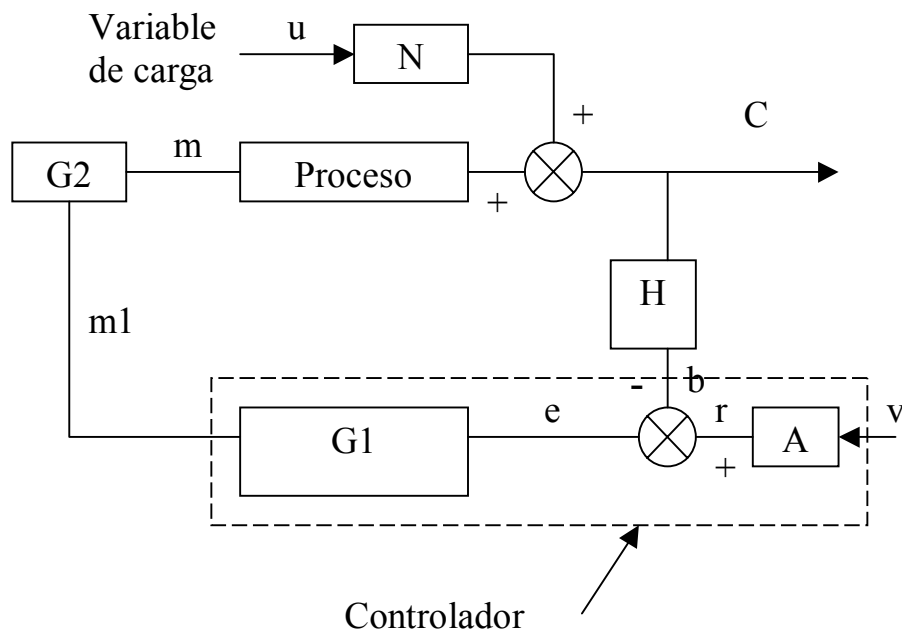 Variable
de carga
u
N
+
C
G2
m
Proceso
+
H
m1
-
b
e
r
v
G1
A
+
Controlador